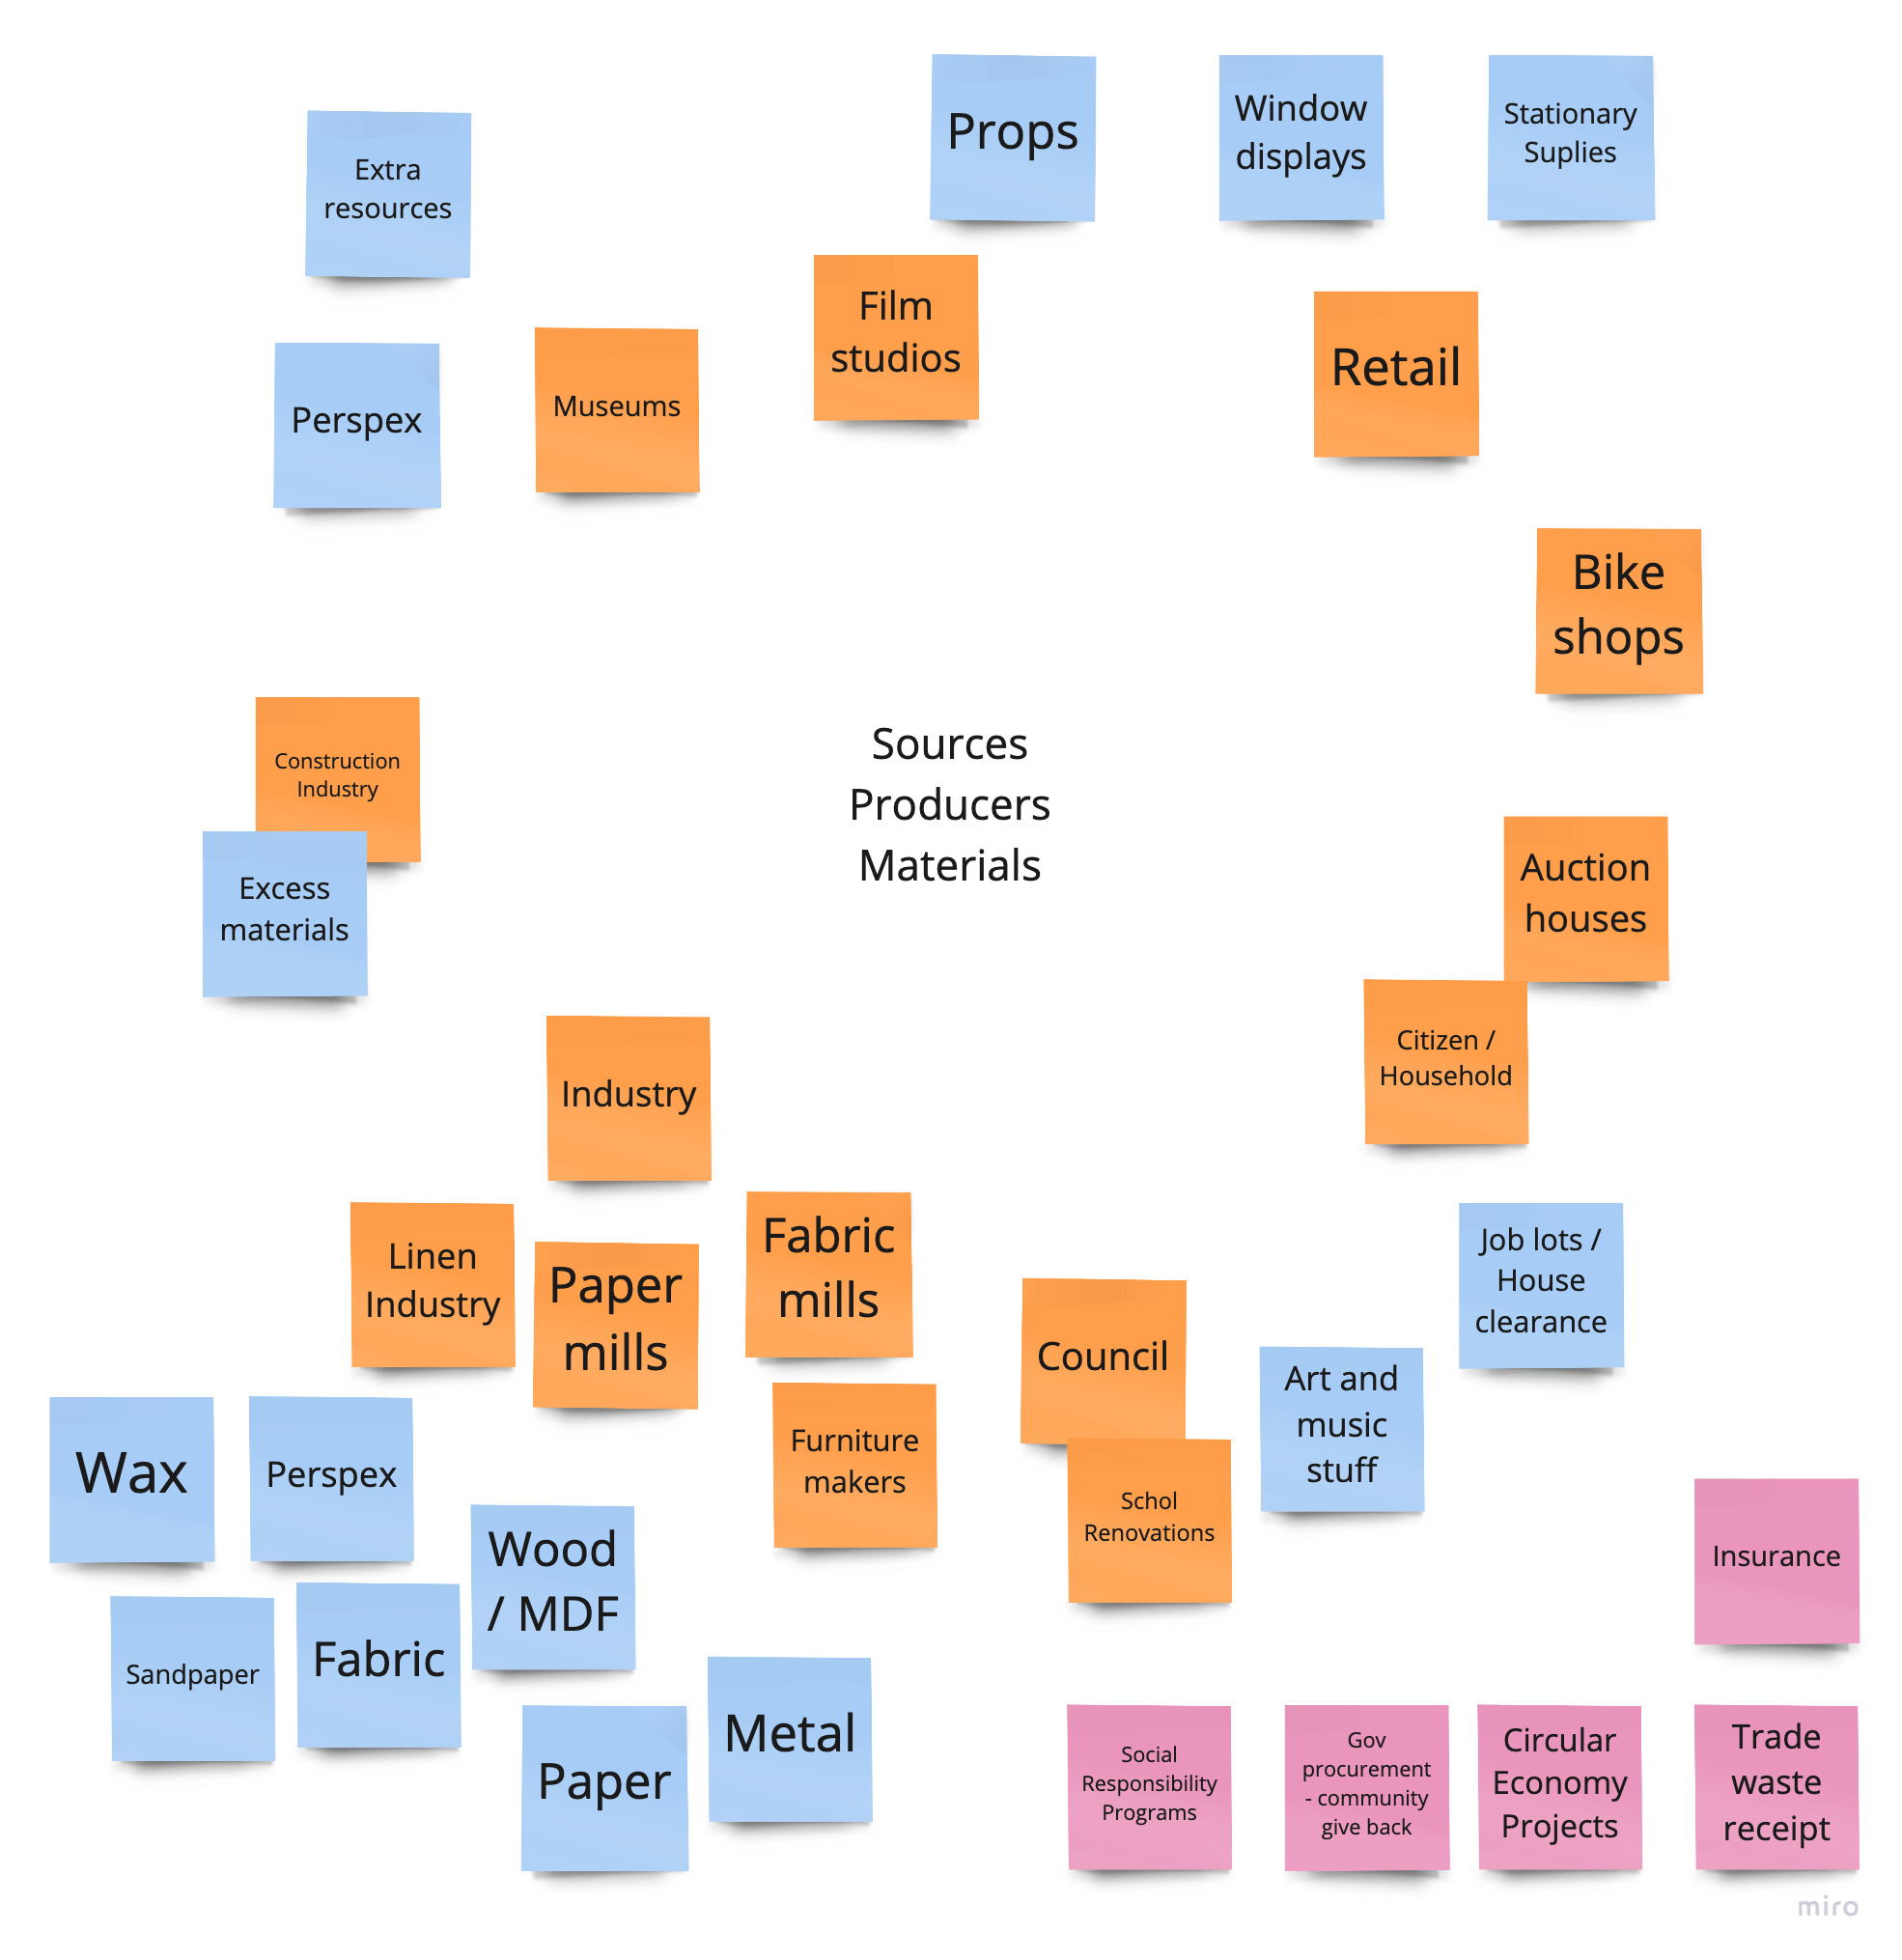 Props
Window
displays
Stationary
Suplies
Extra
resources
Film
studios
Retail
Museums
Perspex
Bike
shops
Sources
Producers
Materials
Construction
Industry
Excess
materials
Auction
houses
Citizen /
Household
Industry
Linen
Industry
Paper
mills
Fabric
mills
Furniture
makers
Council
Schol
Renovations
Art and
music
stuff
Job lots /
House
clearance
Wax
Perspex
Wood
/ MDF
Sandpaper
Fabric
Paper
Metal
Insurance
Social
Responsibility
Programs
Gov
procurement
- community
give back
Circular
Economy
Projects
Trade
waste
receipt
miro